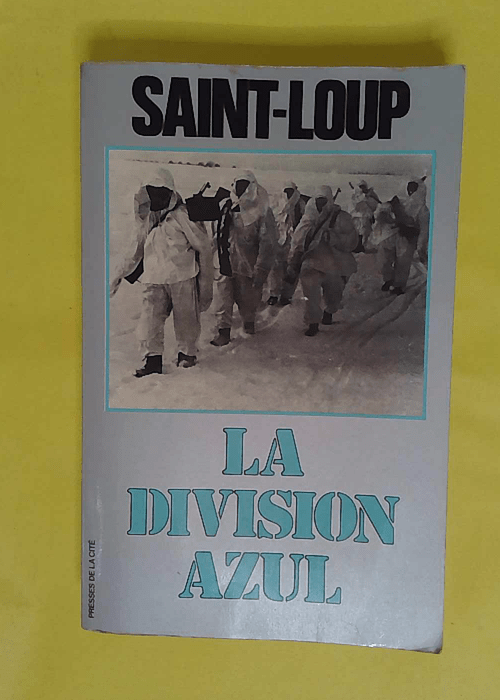 SAINT-LOUP
LA
DIVISION
AZUL
PRESSES DE LA CITÉ